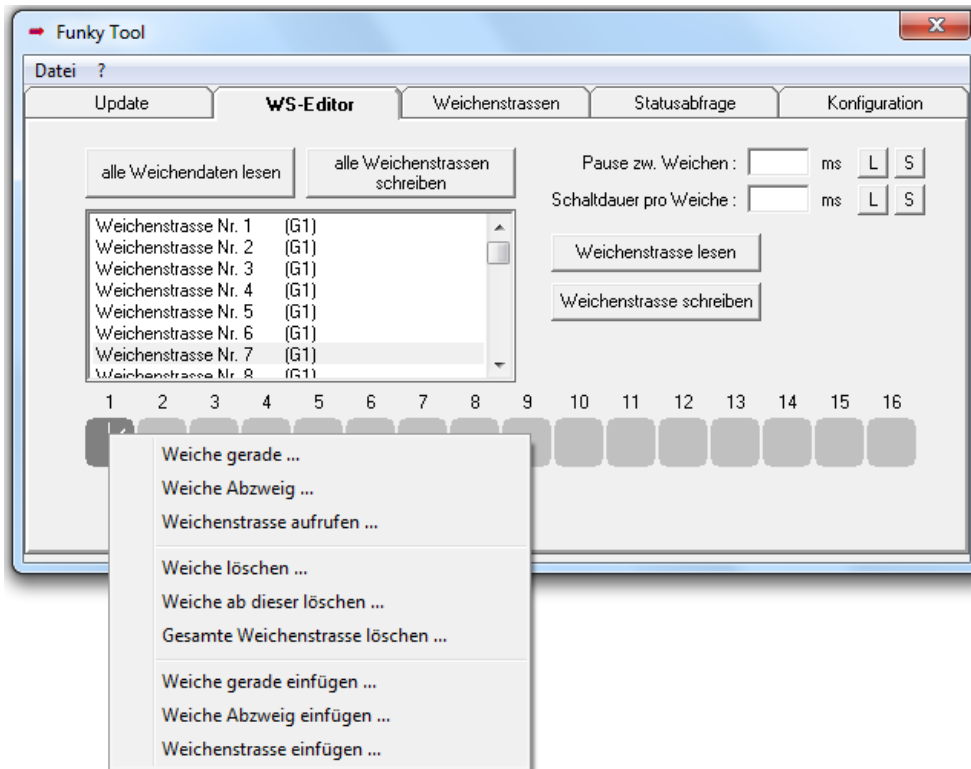 Funky Tool
Datei ?
Update WS-Editor Weichenstrassen Statusabfrage Konfiguration
alle Weichendaten lesen
alle Weichenstrassen
schreiben
Pause zw. Weichen : ms L S
Schaltdauer pro Weiche : ms L S
Weichenstrasse Nr. 1 (G1)
Weichenstrasse Nr. 2 (G1)
Weichenstrasse Nr. 3 (G1)
Weichenstrasse Nr. 4 (G1)
Weichenstrasse Nr. 5 (G1)
Weichenstrasse Nr. 6 (G1)
Weichenstrasse Nr. 7 (G1)
Weichenstrasse Nr. 8 (G1)
Weichenstrasse lesen
Weichenstrasse schreiben
1 2 3 4 5 6 7 8 9 10 11 12 13 14 15 16
Weiche gerade ...
Weiche Abzweig ...
Weichenstrasse aufrufen ...
Weiche löschen ...
Weiche ab dieser löschen ...
Gesamte Weichenstrasse löschen ...
Weiche gerade einfügen ...
Weiche Abzweig einfügen ...
Weichenstrasse einfügen ...